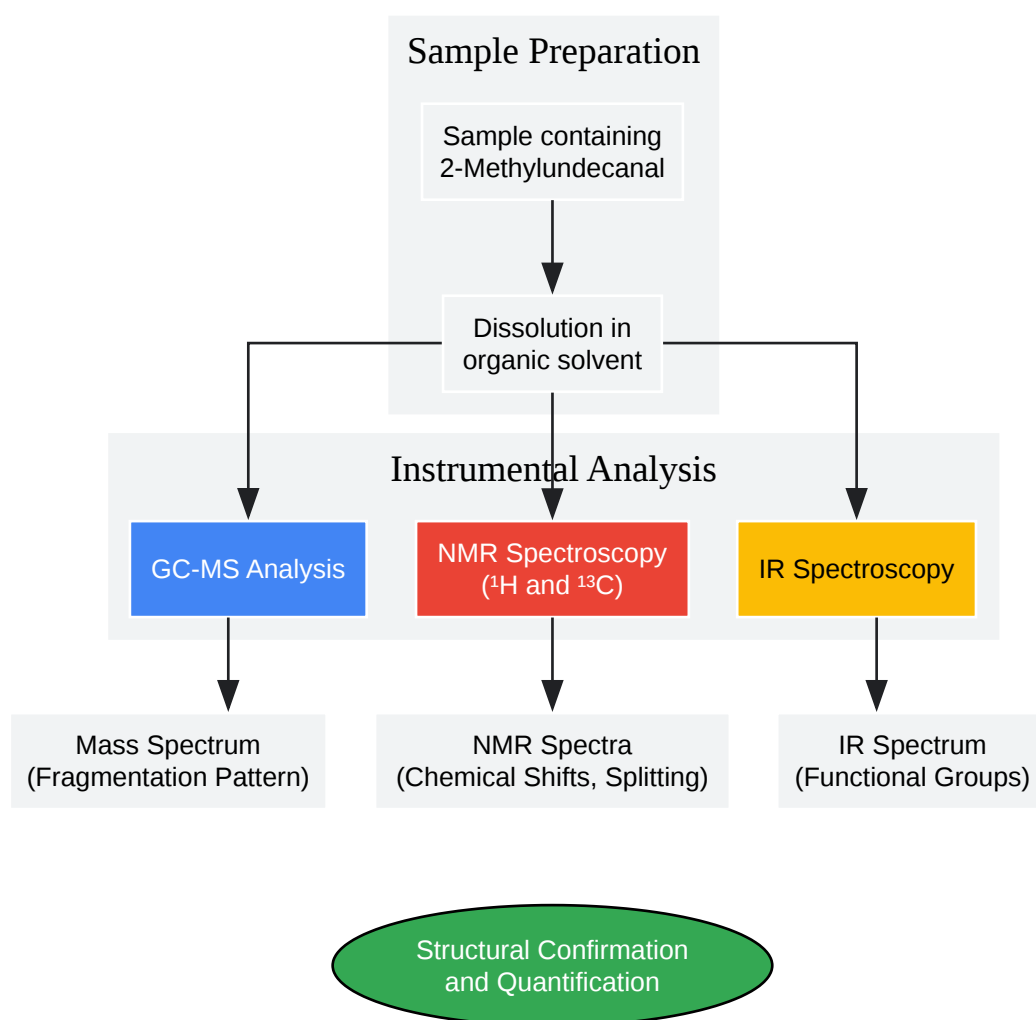 Sample Preparation
Sample containing
2-Methylundecanal
Dissolution in
organic solvent
Instrumental Analysis
GC-MS Analysis
NMR Spectroscopy
(¹H and ¹³C)
IR Spectroscopy
Mass Spectrum
(Fragmentation Pattern)
NMR Spectra
(Chemical Shifts, Splitting)
IR Spectrum
(Functional Groups)
Structural Confirmation
and Quantification